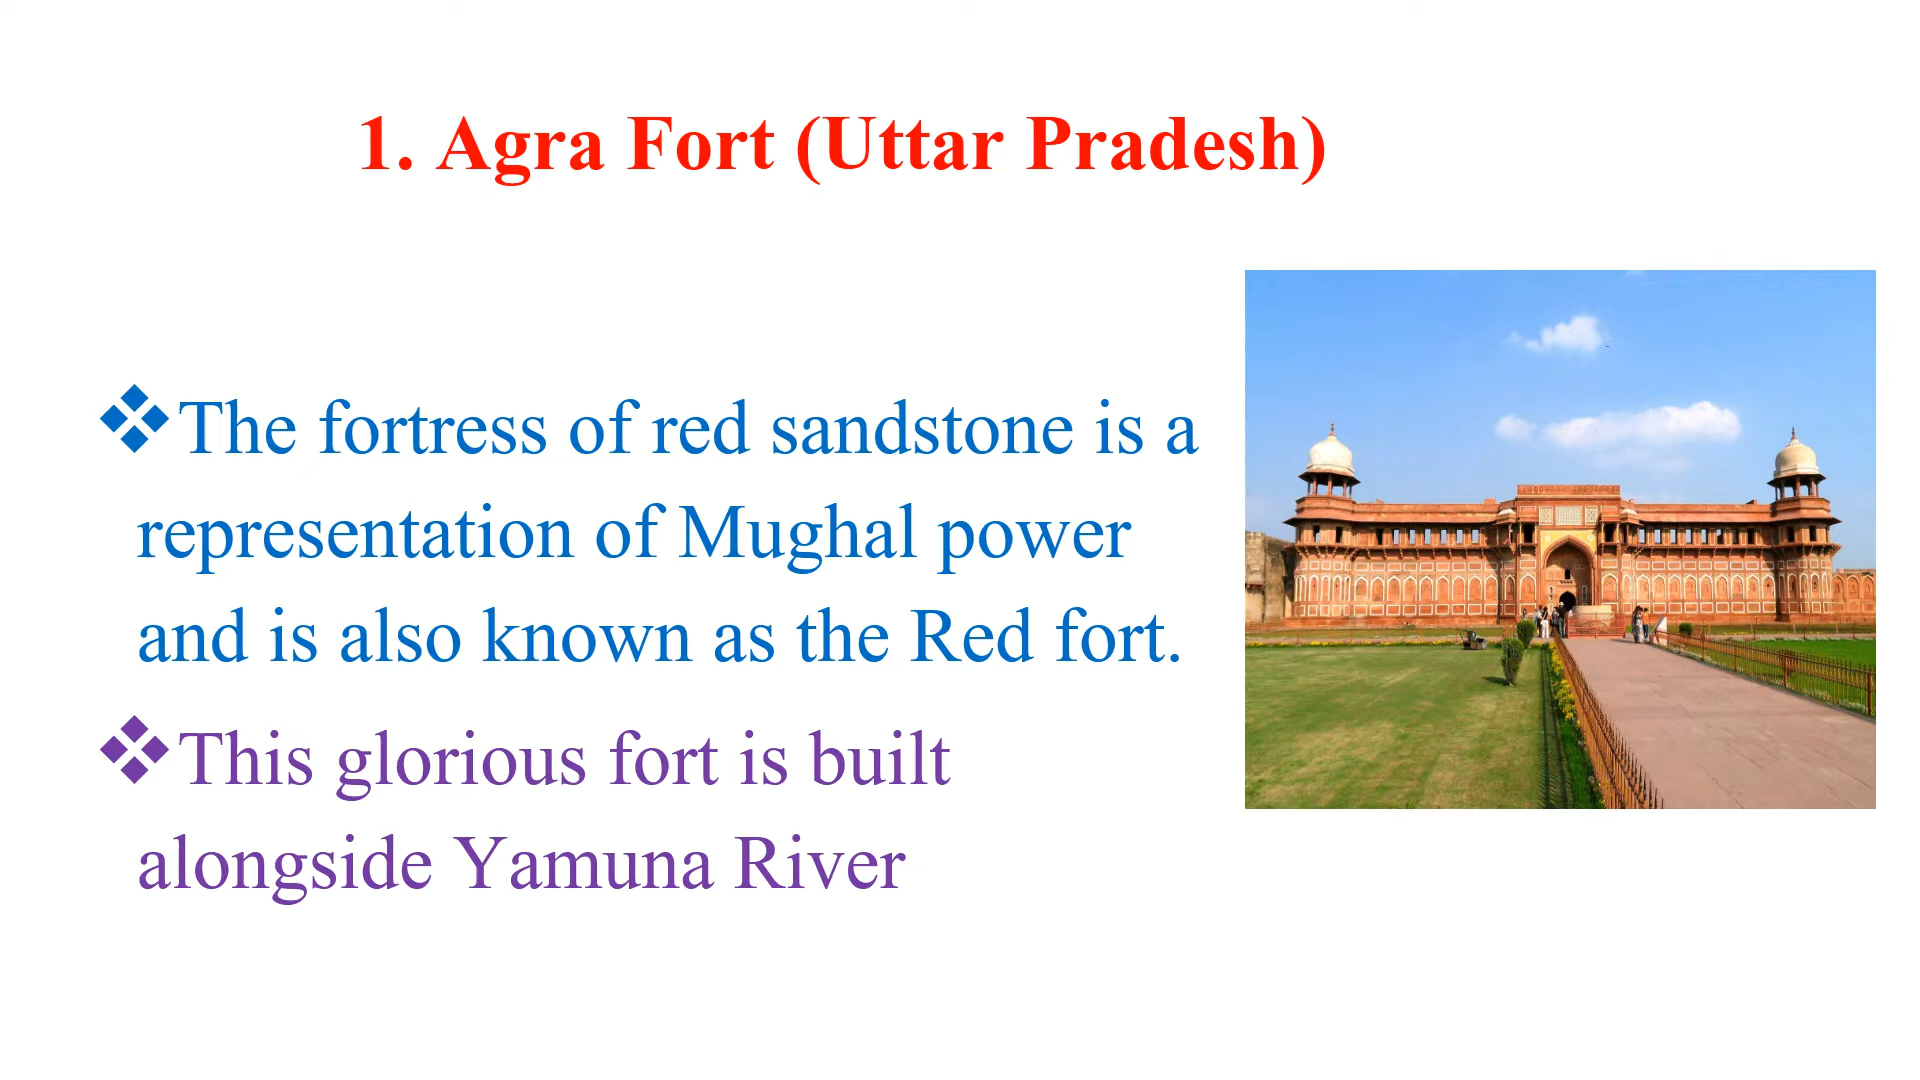 1. Agra Fort (Uttar Pradesh)
❖The fortress of red sandstone is a
representation of Mughal power
and is also known as the Red fort.
❖This glorious fort is built
alongside Yamuna River